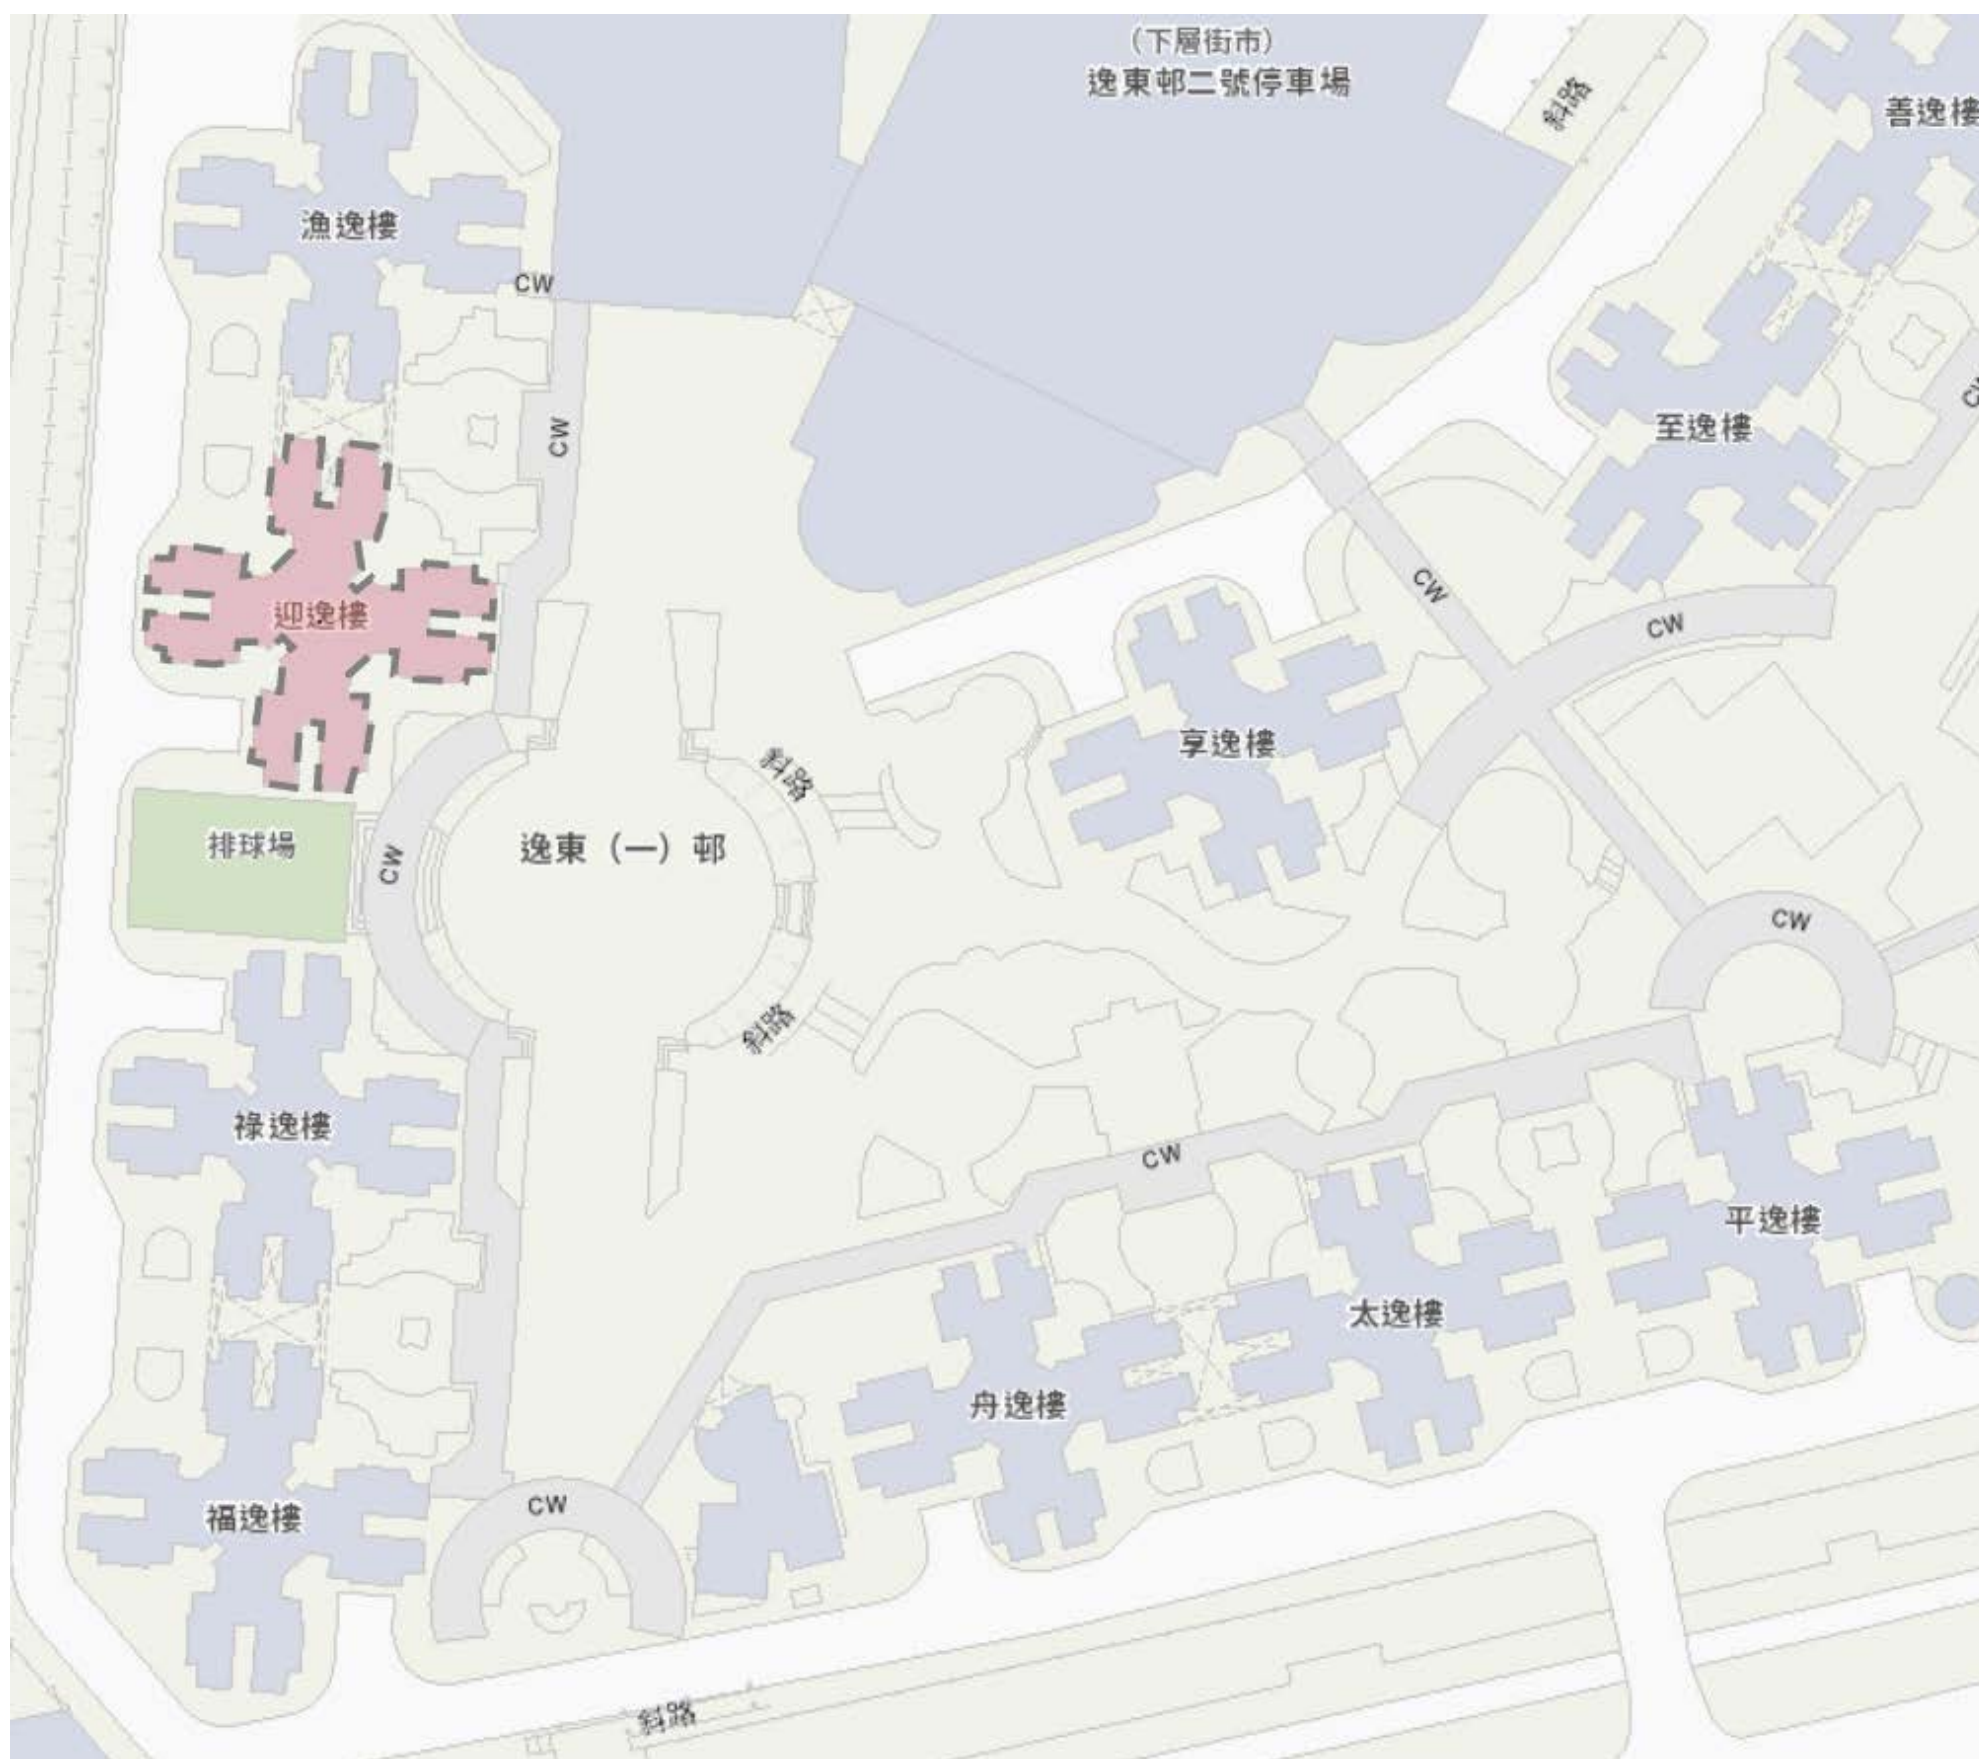 （下層街市）
逸東邨二號停車場
斜路
善逸樓
漁逸樓
CW
CW
CW
至逸樓
CW
迎逸樓
CW
享逸樓
斜路
排球場
CW
逸東（一）邨
CW
斜路
祿逸樓
CW
平逸樓
太逸樓
舟逸樓
CW
福逸樓
斜路